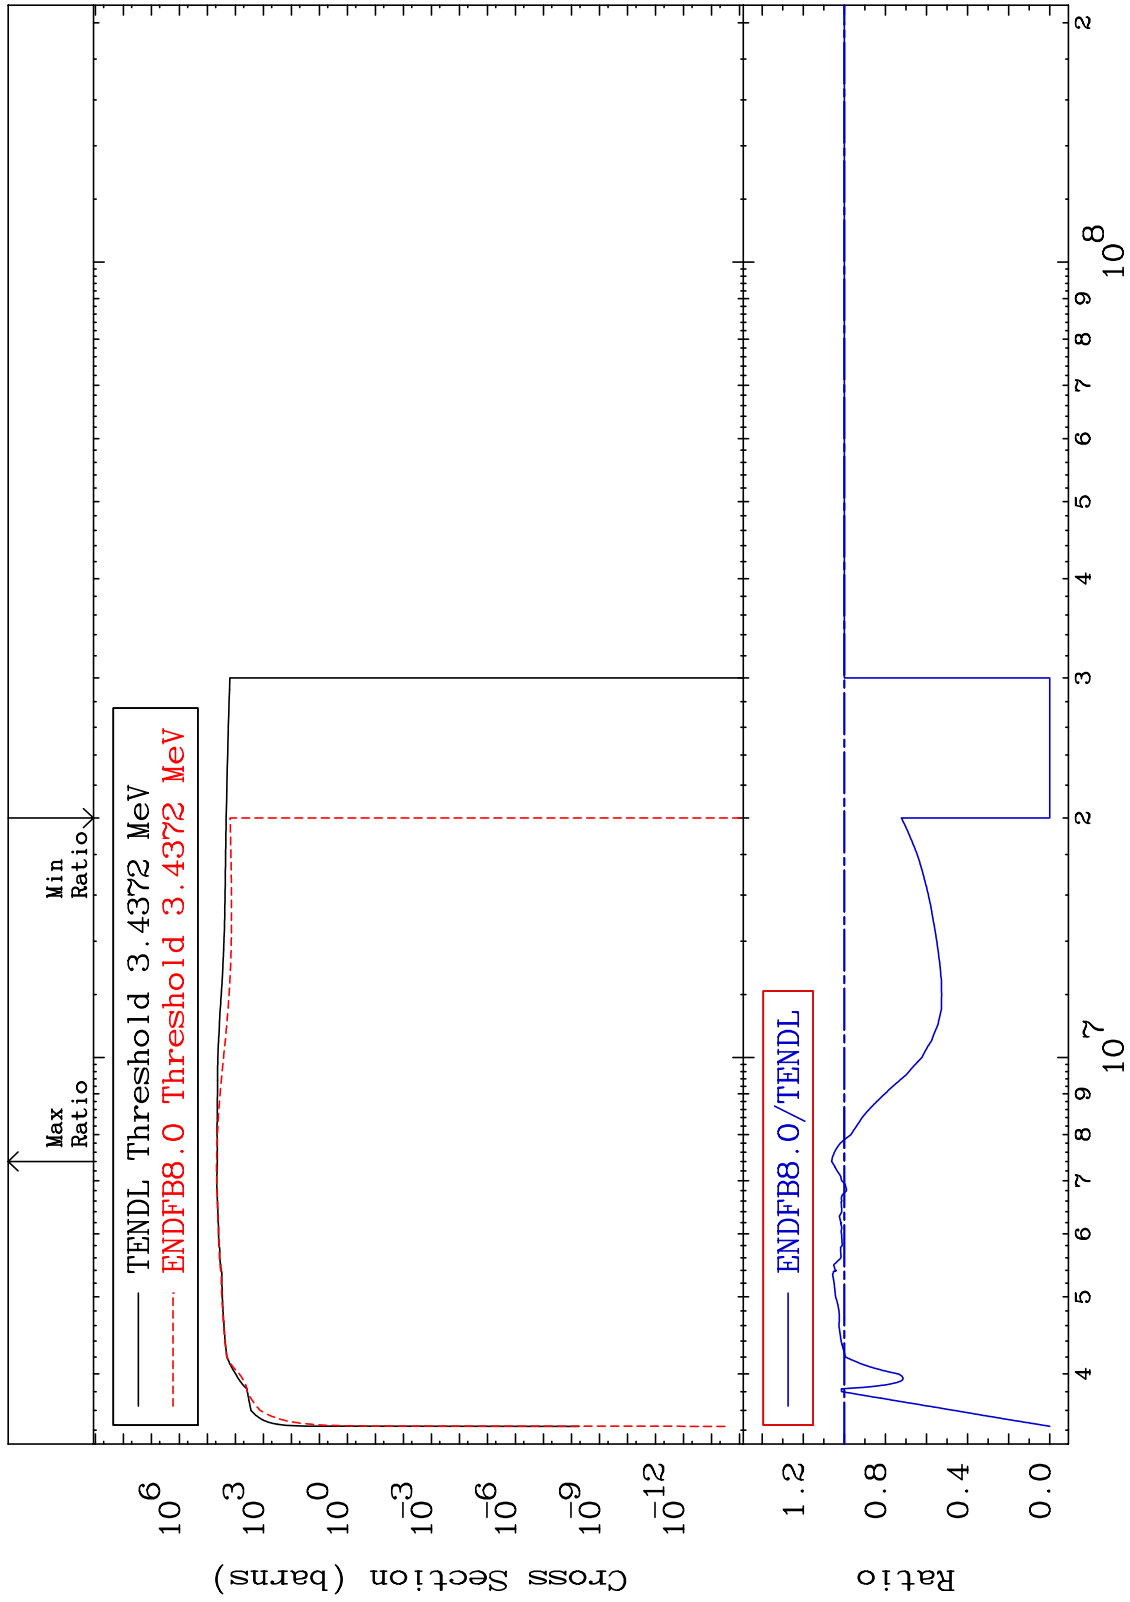 Max
Ratio
Min
Ratio
TENDL Threshold 3.4372 MeV
ENDFB8.0 Threshold 3.4372 MeV
10^6
10^3
10^0
10^-3
10^-6
10^-9
10^-12
Cross Section (barns)
ENDFB8.0/TENDL
1.2
0.8
0.4
0.0
Ratio
4 5 6 7 8 9 10^7 2 3 4 5 6 7 8 9 10^8 2